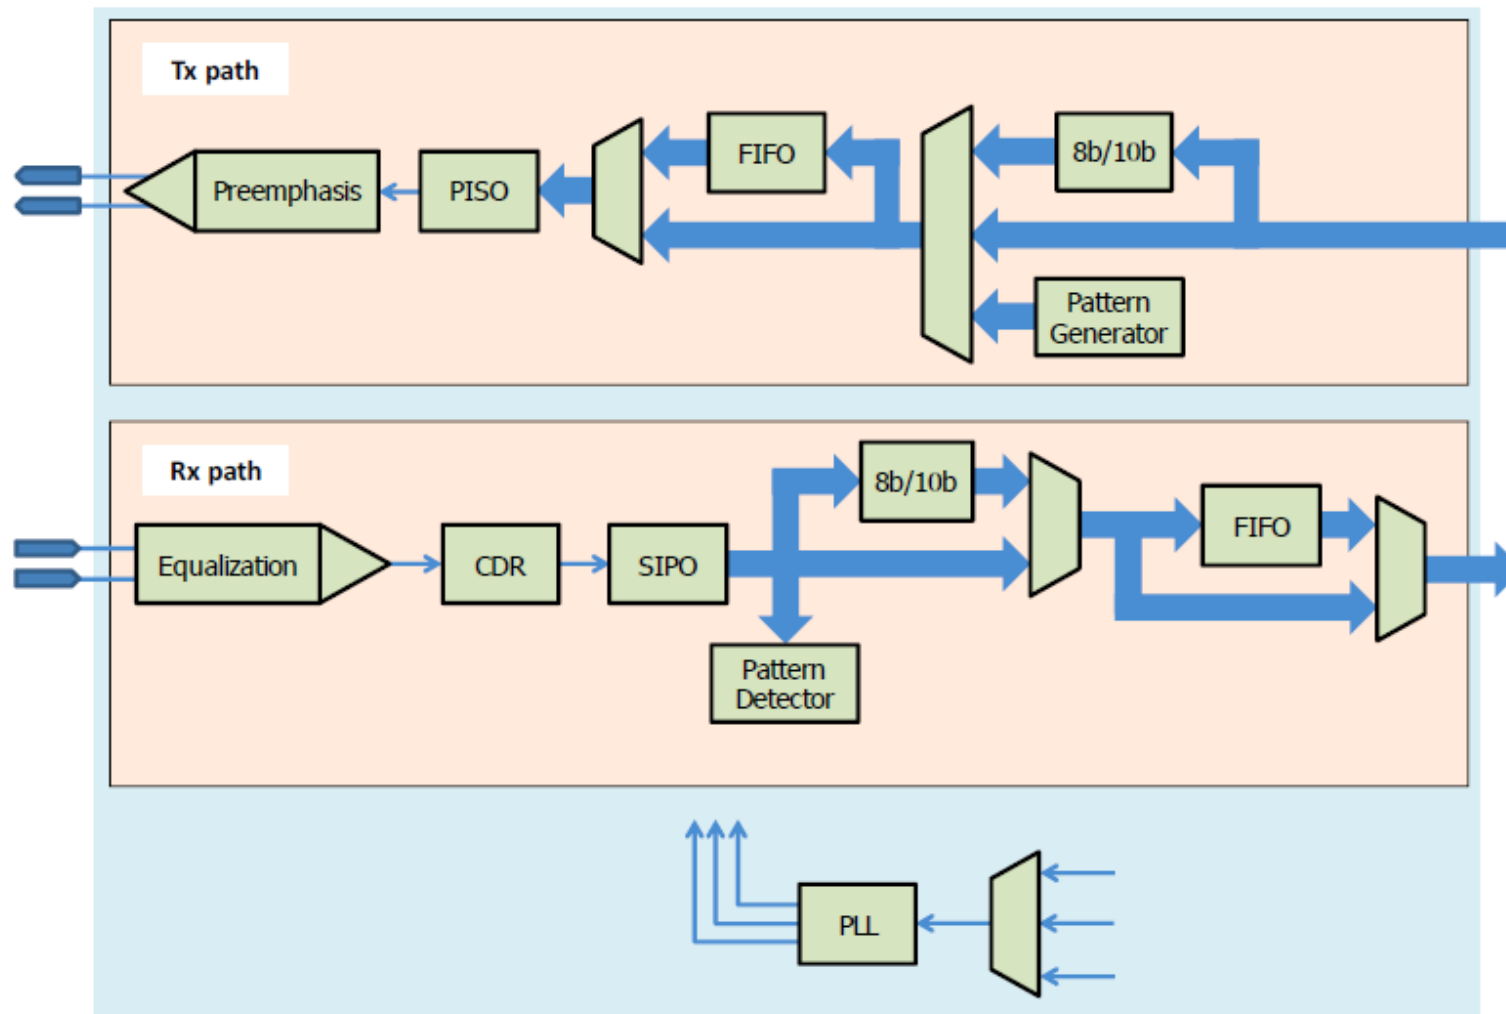 Tx path
Preemphasis
PISO
FIFO
8b/10b
Pattern
Generator
Rx path
Equalization
CDR
SIPO
8b/10b
FIFO
Pattern
Detector
PLL